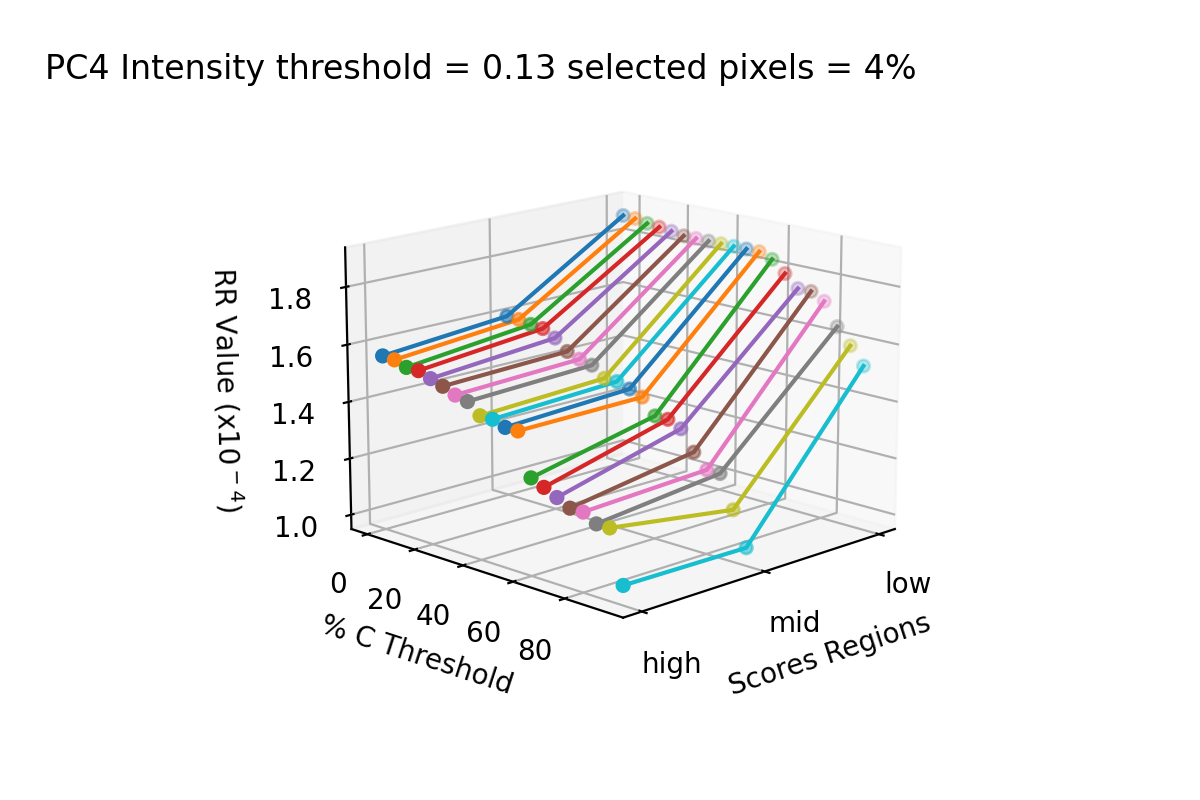 PC4 Intensity threshold = 0.13 selected pixels = 4%
RR Value (x10⁻⁴)
1.8
1.6
1.4
1.2
1.0
0
20
40
60
80
% C Threshold
high
mid
low
Scores Regions